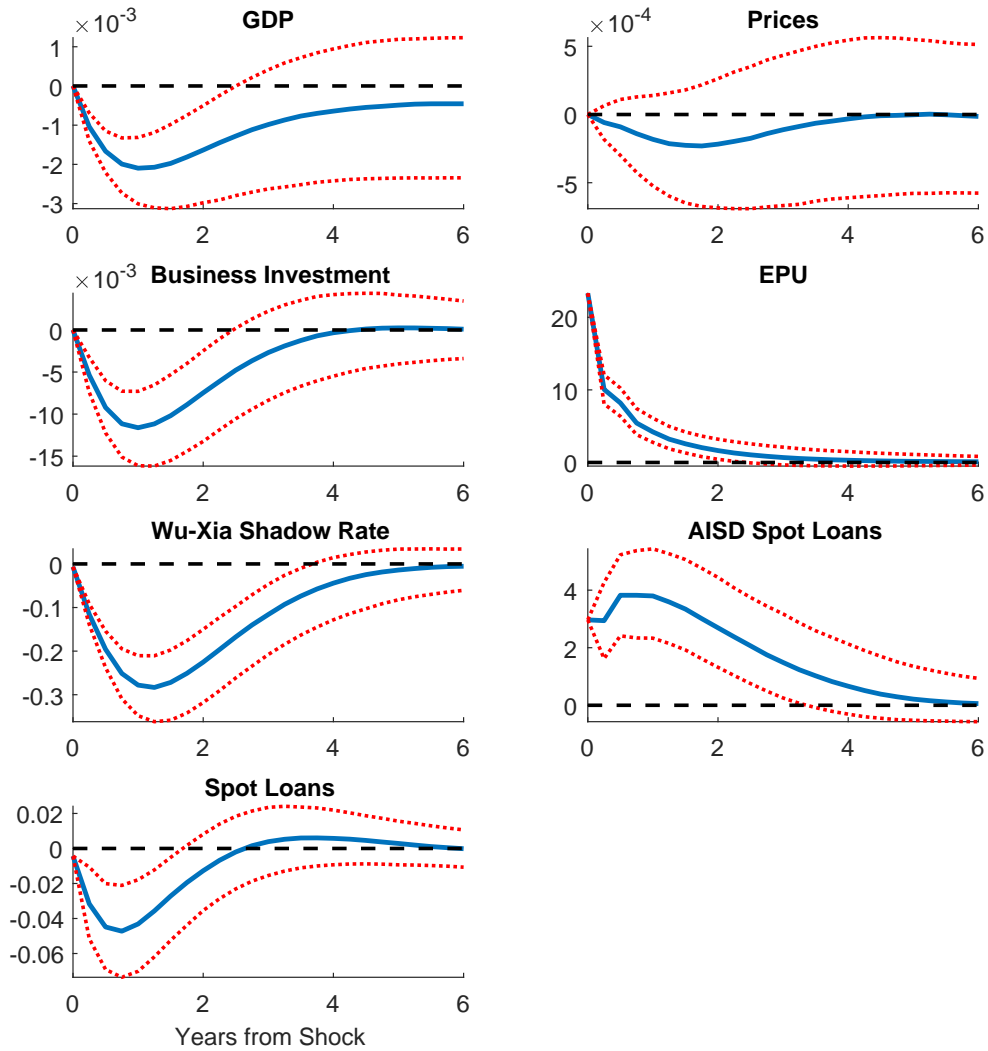 GDP
×10-3
1
0
-1
-2
-3
0 2 4 6
Prices
×10-4
5
0
-5
0 2 4 6
Business Investment
×10-3
0
-5
-10
-15
0 2 4 6
EPU
20
10
0
0 2 4 6
Wu-Xia Shadow Rate
0
-0.1
-0.2
-0.3
0 2 4 6
AISD Spot Loans
4
2
0
0 2 4 6
Spot Loans
0.02
0
-0.02
-0.04
-0.06
0 2 4 6
Years from Shock